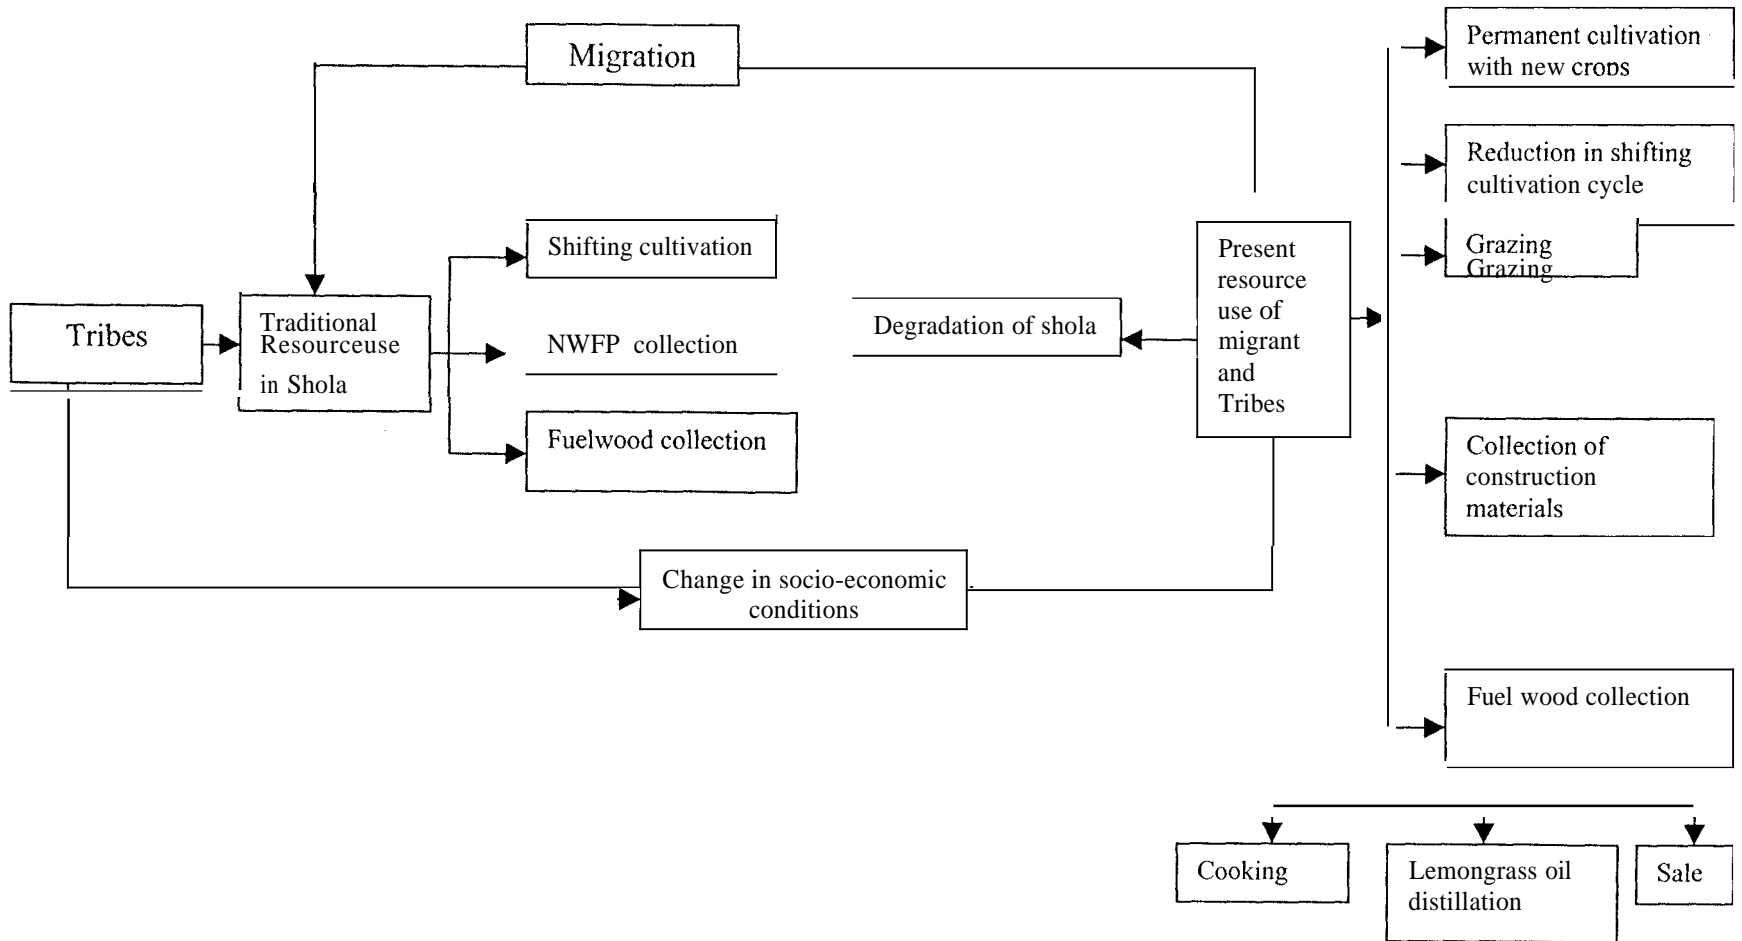 Migration
Permanent cultivation
with new crops
Reduction in shifting
cultivation cycle
Grazing
Grazing
Shifting cultivation
NWFP collection
Fuelwood collection
Tribes
Traditional
Resourceuse
in Shola
Degradation of shola
Present
resource
use of
migrant
and
Tribes
Collection of
construction
materials
Change in socio-economic
conditions
Fuel wood collection
Cooking
Lemongrass oil
distillation
Sale